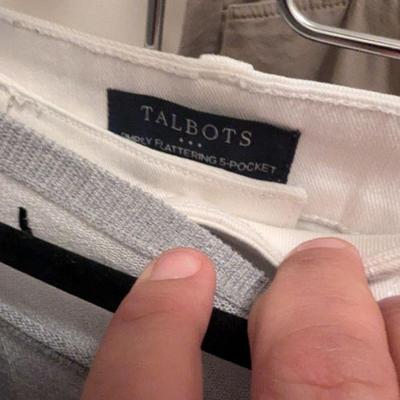 TALBOTS
SIMPLY FLATTERING 5-POCKET